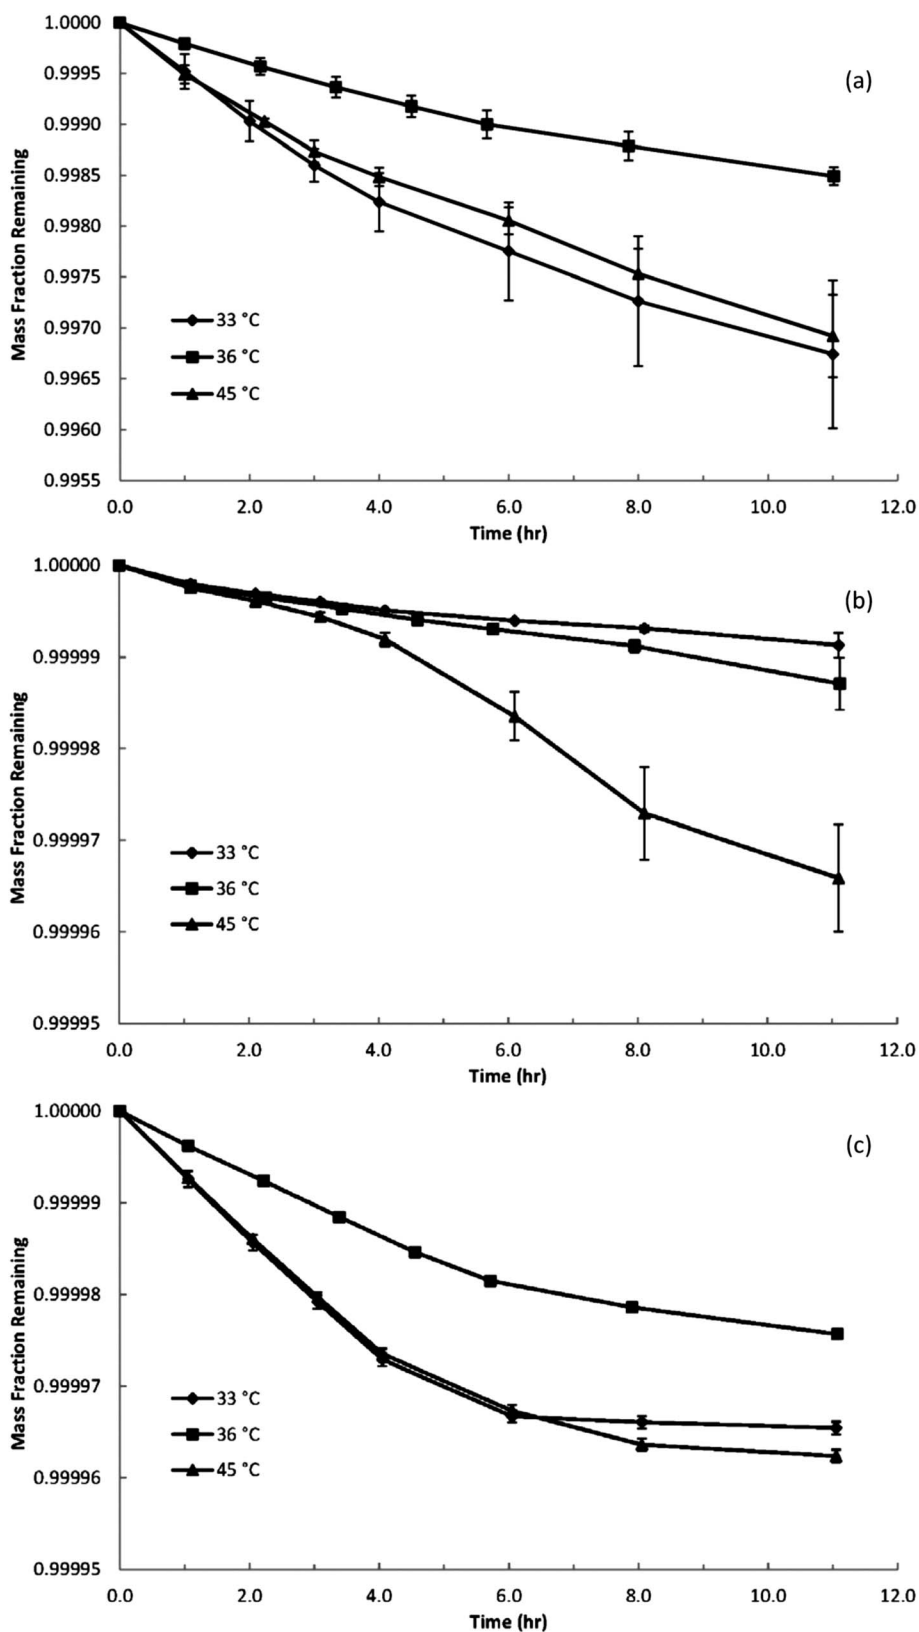 1.0000
0.9995
0.9990
0.9985
0.9980
0.9975
0.9970
0.9965
0.9960
0.9955
Mass Fraction Remaining
(a)
33 °C
36 °C
45 °C
0.0 2.0 4.0 6.0 8.0 10.0 12.0
Time (hr)
1.00000
0.99999
0.99998
0.99997
0.99996
0.99995
Mass Fraction Remaining
(b)
33 °C
36 °C
45 °C
0.0 2.0 4.0 6.0 8.0 10.0 12.0
Time (hr)
1.00000
0.99999
0.99998
0.99997
0.99996
0.99995
Mass Fraction Remaining
(c)
33 °C
36 °C
45 °C
0.0 2.0 4.0 6.0 8.0 10.0 12.0
Time (hr)